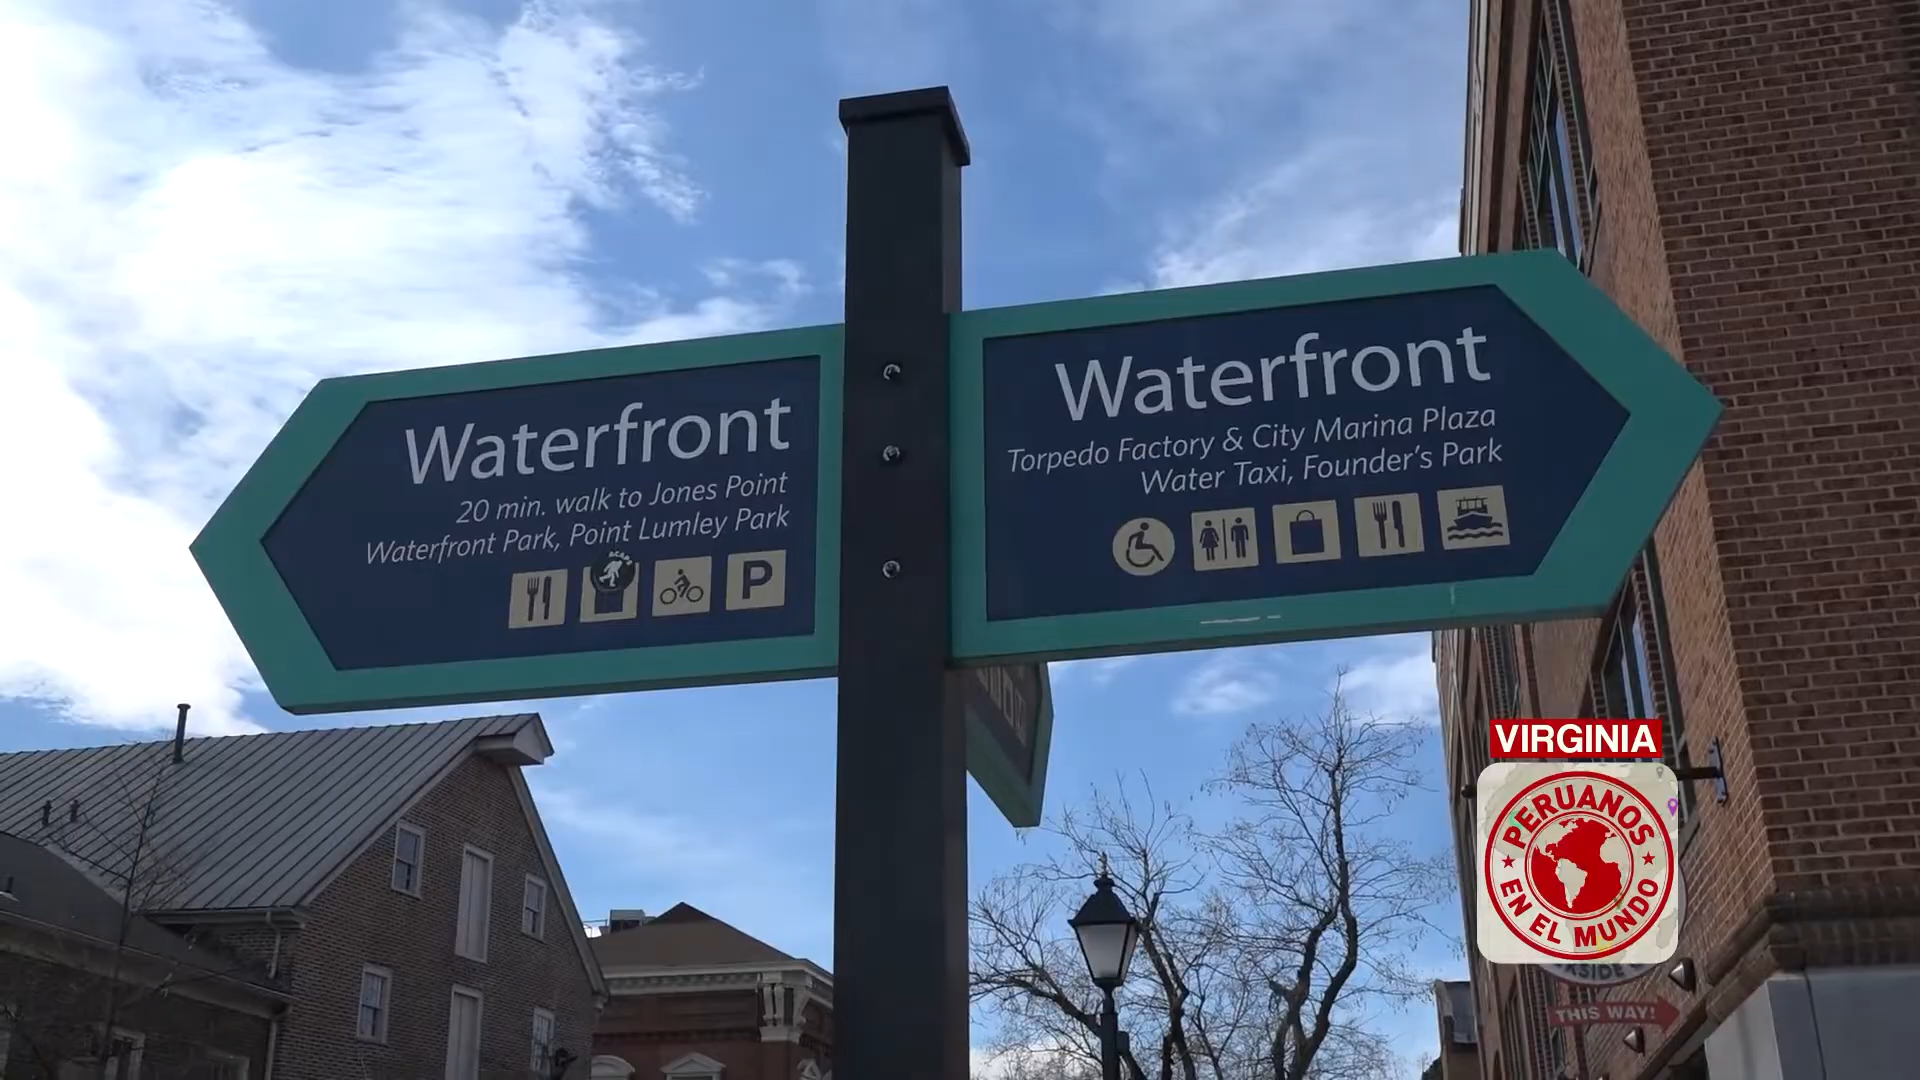 Waterfront
20 min. walk to Jones Point
Waterfront Park, Point Lumley Park
P
Waterfront
Torpedo Factory & City Marina Plaza
Water Taxi, Founder's Park
VIRGINIA
PERUANOS
EN EL MUNDO
THIS WAY!